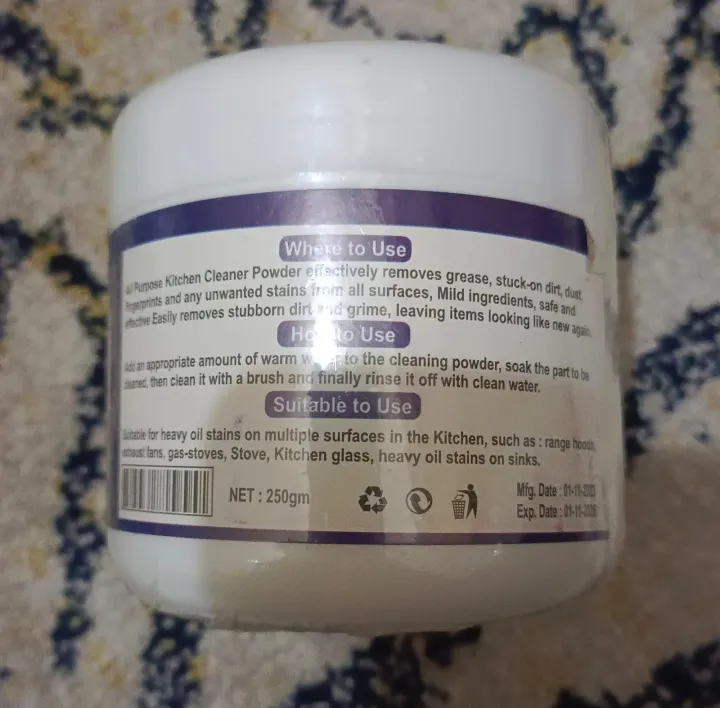 Where to Use
All Purpose Kitchen Cleaner Powder effectively removes grease, stuck-on dirt, dust,
fingerprints and any unwanted stains from all surfaces, Mild ingredients, safe and
effective Easily removes stubborn dirt and grime, leaving items looking like new again.
How to Use
Add an appropriate amount of warm water to the cleaning powder, soak the part to be
cleaned, then clean it with a brush and finally rinse it off with clean water.
Suitable to Use
Suitable for heavy oil stains on multiple surfaces in the Kitchen, such as : range hoods,
exhaust fans, gas-stoves, Stove, Kitchen glass, heavy oil stains on sinks.
NET : 250gm
Mfg. Date : 01-11-
Exp. Date : 01-11-